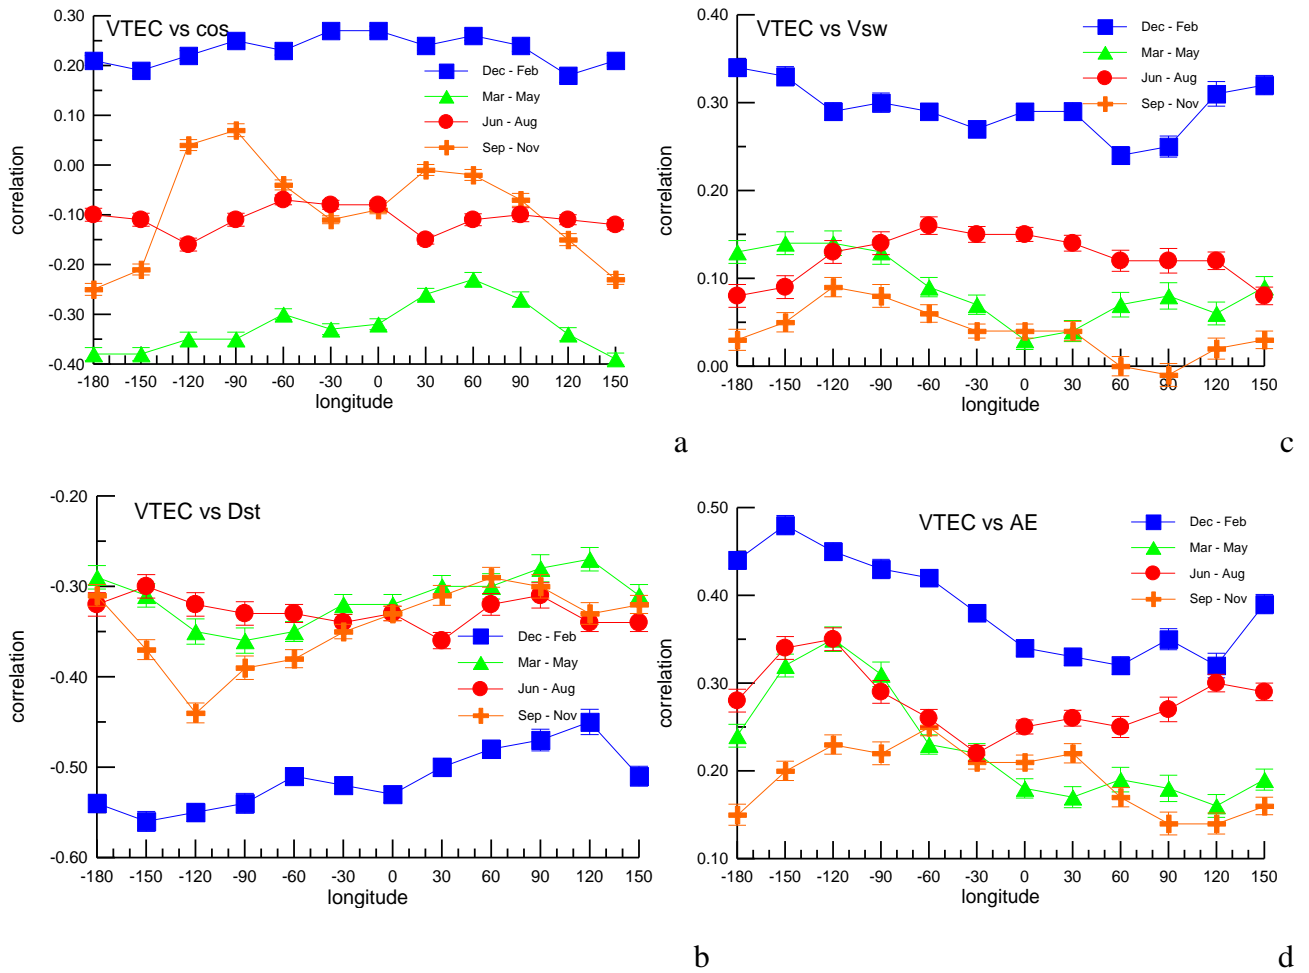 VTEC vs cos
0.30
0.20
0.10
0.00
-0.10
-0.20
-0.30
-0.40
correlation
Dec - Feb
Mar - May
Jun - Aug
Sep - Nov
-180 -150 -120 -90 -60 -30 0 30 60 90 120 150
longitude
a
VTEC vs Vsw
0.40
0.30
0.20
0.10
0.00
correlation
Dec - Feb
Mar - May
Jun - Aug
Sep - Nov
-180 -150 -120 -90 -60 -30 0 30 60 90 120 150
longitude
c
VTEC vs Dst
-0.20
-0.30
-0.40
-0.50
-0.60
correlation
Dec - Feb
Mar - May
Jun - Aug
Sep - Nov
-180 -150 -120 -90 -60 -30 0 30 60 90 120 150
longitude
b
VTEC vs AE
0.50
0.40
0.30
0.20
0.10
correlation
Dec - Feb
Mar - May
Jun - Aug
Sep - Nov
-180 -150 -120 -90 -60 -30 0 30 60 90 120 150
longitude
d